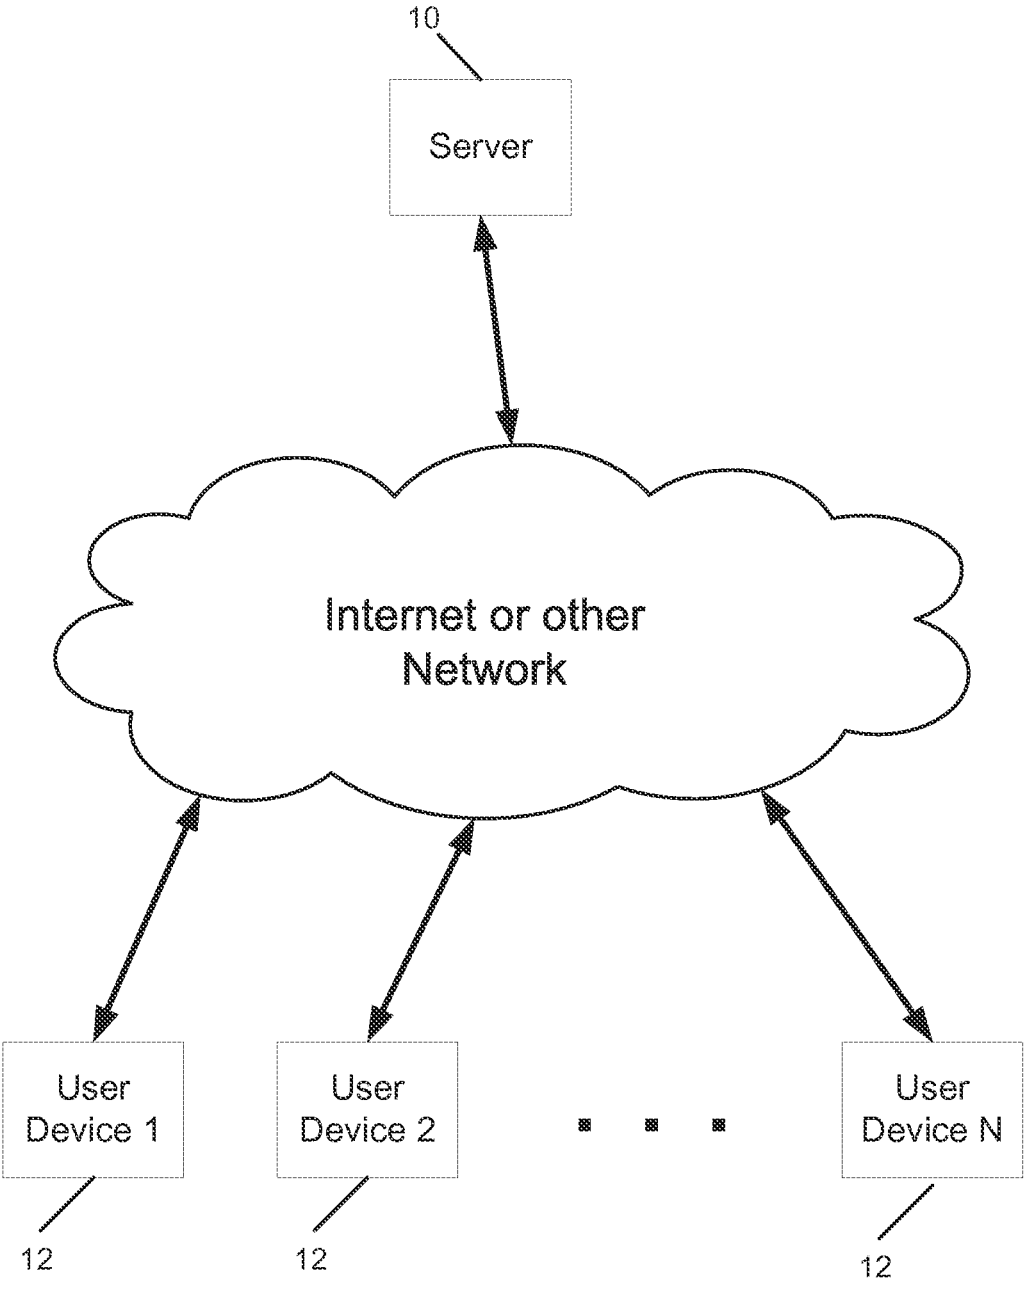 10
Server
Internet or other
Network
User
Device 1
User
Device 2
User
Device N
12
12
12